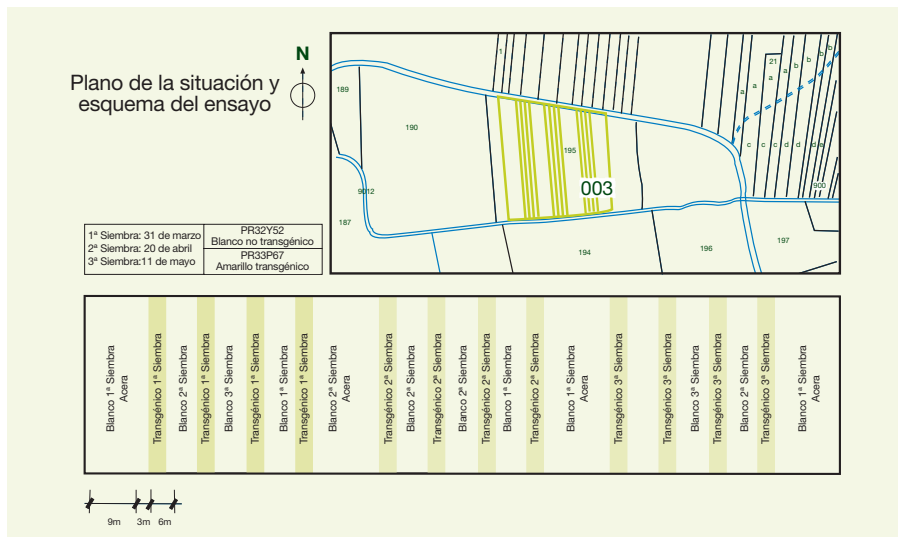 Plano de la situación y
esquema del ensayo
N
1ª Siembra: 31 de marzo
2ª Siembra: 20 de abril
3ª Siembra:11 de mayo
PR32Y52
Blanco no transgénico
PR33P67
Amarillo transgénico
189
190
9012
187
1
195
003
194
196
197
900
21
a
a
a
a
b
b
b
b
c
c
d
d
d
Blanco 1ª Siembra
Acera
Transgénico 1ª Siembra
Blanco 2ª Siembra
Transgénico 1ª Siembra
Blanco 3ª Siembra
Transgénico 1ª Siembra
Blanco 1ª Siembra
Transgénico 1ª Siembra
Blanco 2ª Siembra
Acera
Transgénico 2ª Siembra
Blanco 2ª Siembra
Transgénico 2ª Siembra
Blanco 2ª Siembra
Transgénico 2ª Siembra
Blanco 1ª Siembra
Transgénico 2ª Siembra
Blanco 1ª Siembra
Acera
Transgénico 3ª Siembra
Transgénico 3ª Siembra
Blanco 3ª Siembra
Transgénico 3ª Siembra
Blanco 2ª Siembra
Transgénico 3ª Siembra
Blanco 1ª Siembra
Acera
9m
3m
6m